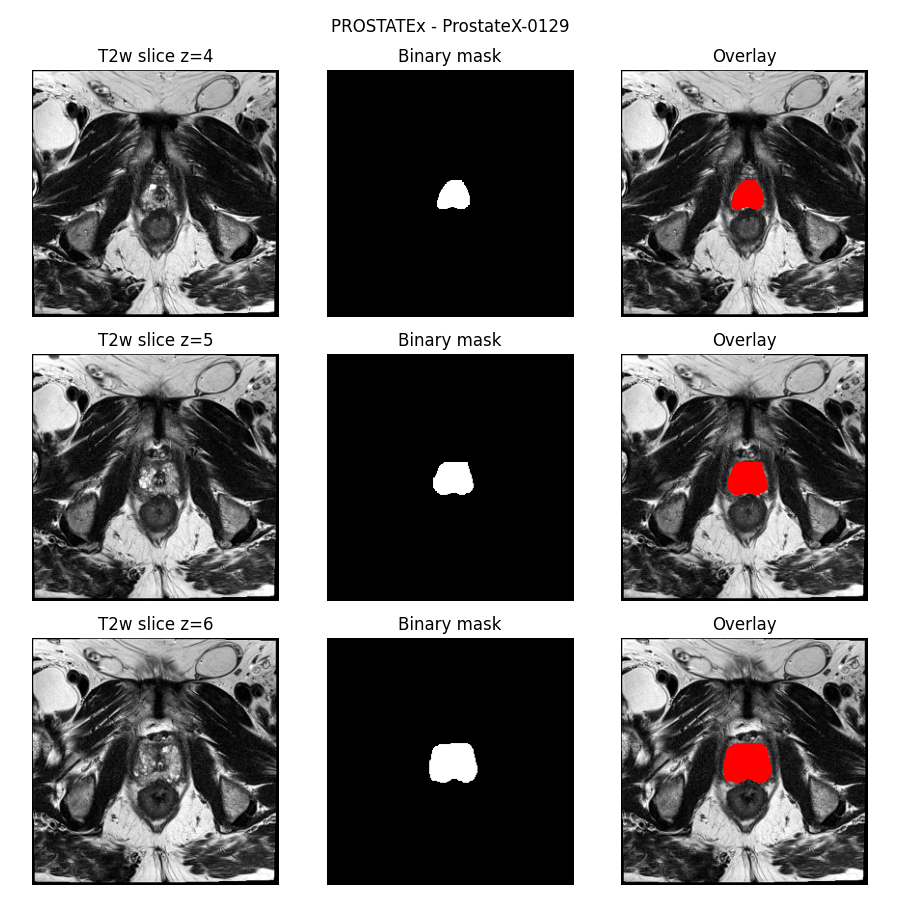 PROSTATEx - ProstateX-0129
T2w slice z=4
Binary mask
Overlay
T2w slice z=5
Binary mask
Overlay
T2w slice z=6
Binary mask
Overlay